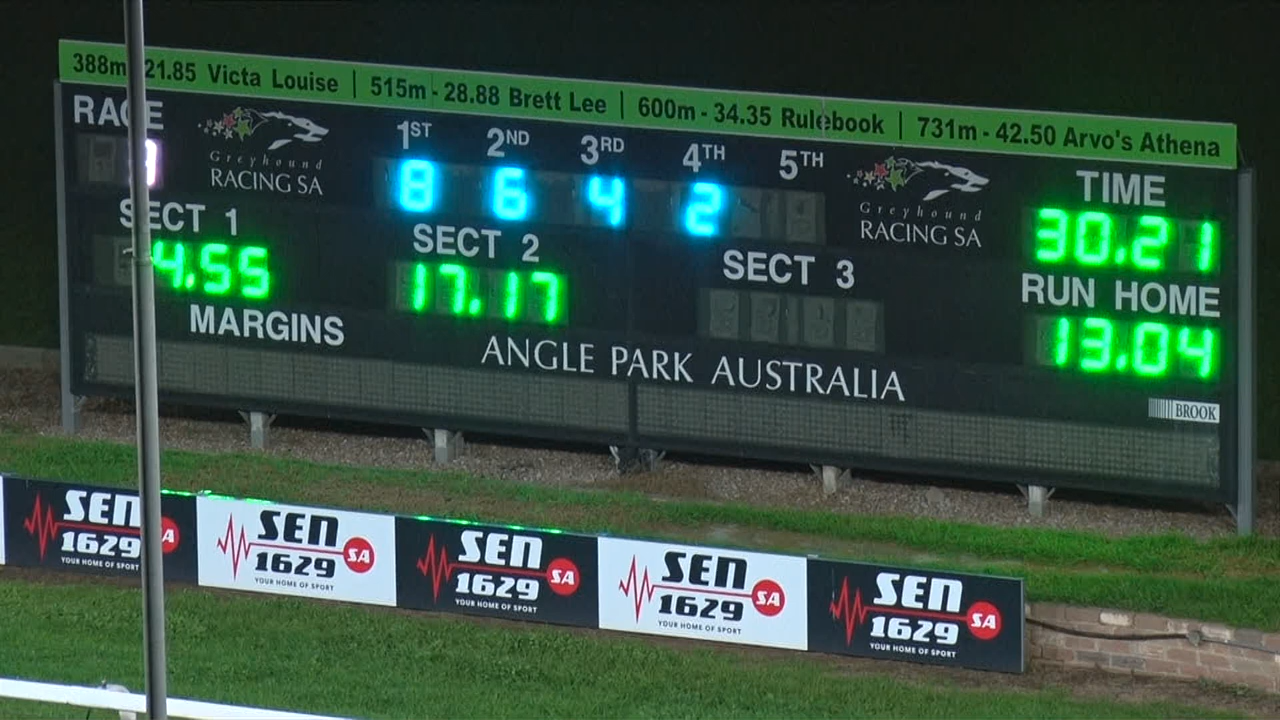 388m 21.85 Victa Louise | 515m - 28.88 Brett Lee | 600m - 34.35 Rulebook | 731m - 42.50 Arvo's Athena
RACE
Greyhound
RACING SA
1ST 2ND 3RD 4TH 5TH
8 6 4 2
Greyhound
RACING SA
TIME
30.21
SECT 1
4.55
SECT 2
17.17
SECT 3
RUN HOME
13.04
MARGINS
ANGLE PARK AUSTRALIA
BROOK
SEN
1629
SA
YOUR HOME OF SPORT
SEN
1629
SA
YOUR HOME OF SPORT
SEN
1629
SA
YOUR HOME OF SPORT
SEN
1629
SA
YOUR HOME OF SPORT
SEN
1629
SA
YOUR HOME OF SPORT